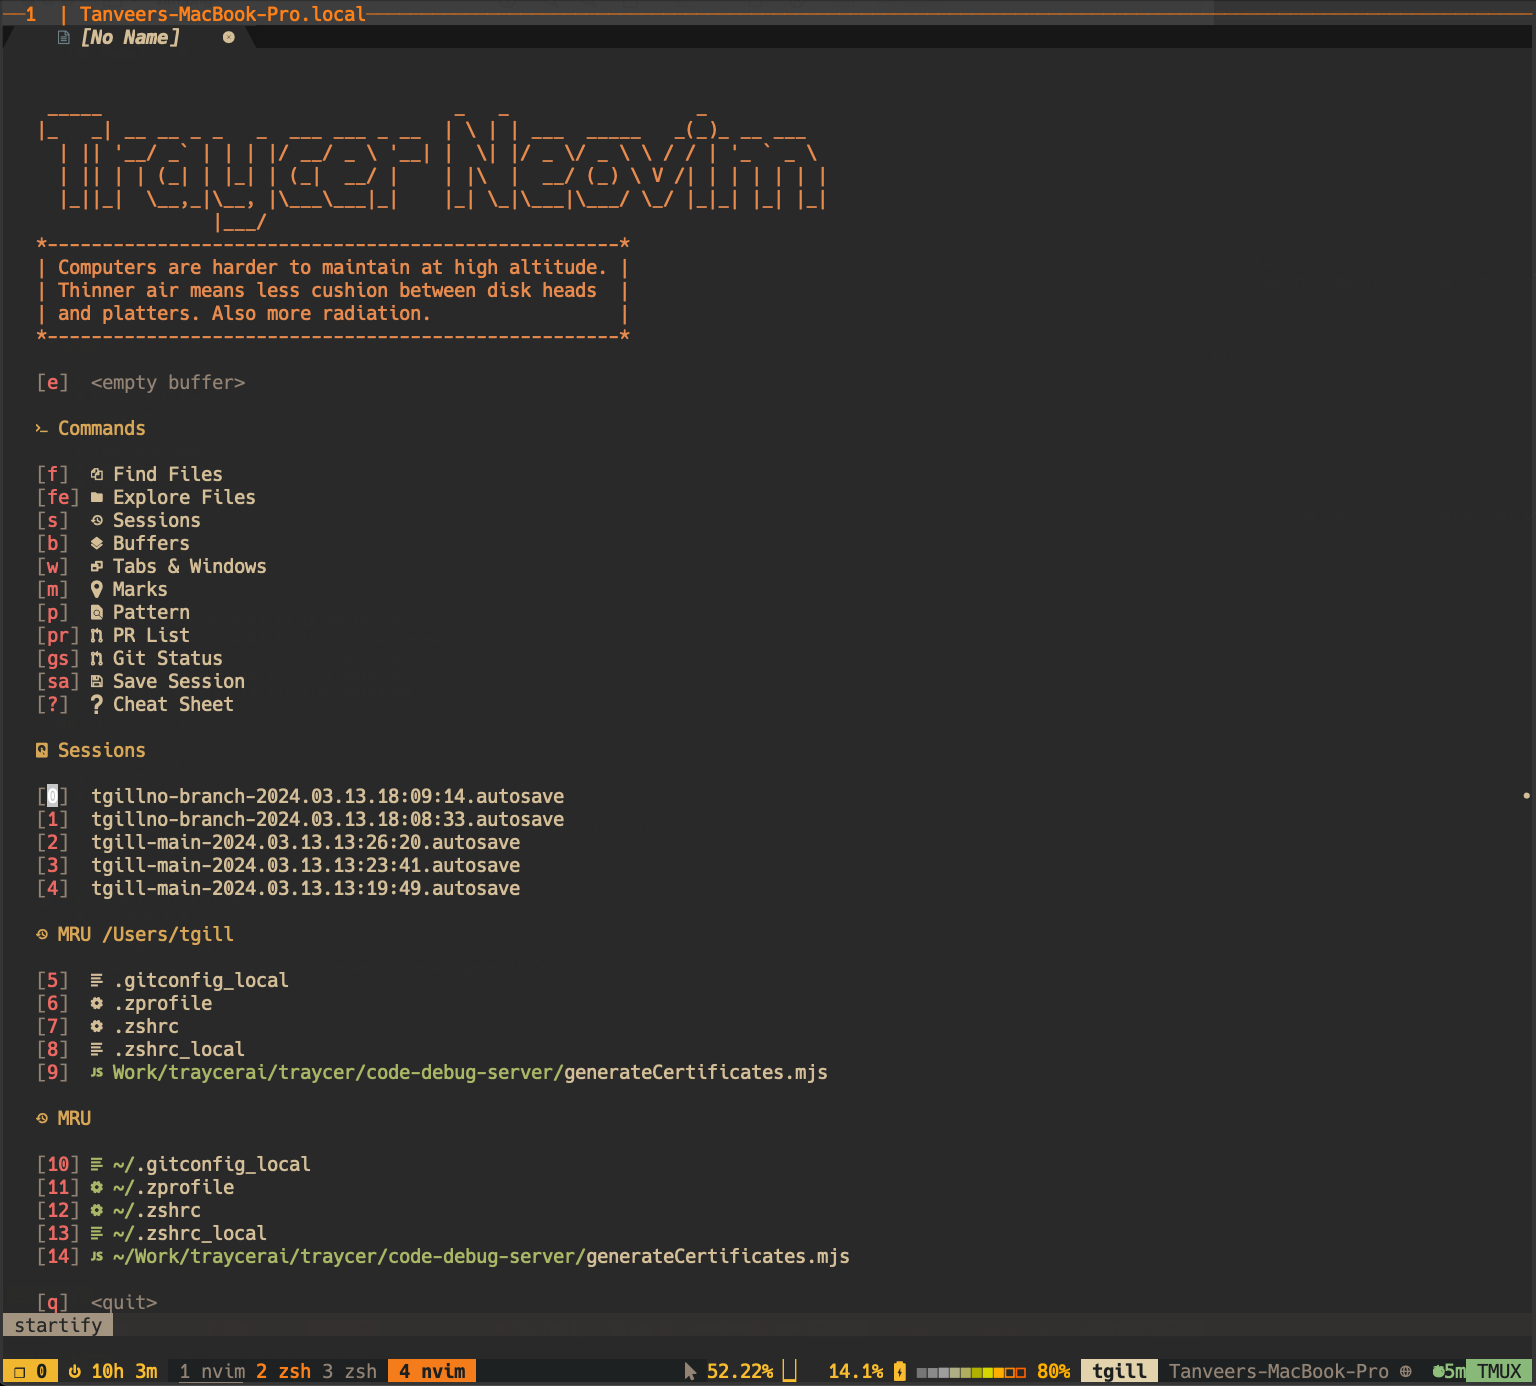 1 | Tanveers-MacBook-Pro.local
[No Name]
Traycer Neovim
*----------------------------------------------------*
| Computers are harder to maintain at high altitude. |
| Thinner air means less cushion between disk heads |
| and platters. Also more radiation. |
*----------------------------------------------------*
[e] <empty buffer>
Commands
[f] Find Files
[fe] Explore Files
[s] Sessions
[b] Buffers
[w] Tabs & Windows
[m] Marks
[p] Pattern
[pr] PR List
[gs] Git Status
[sa] Save Session
[?] ? Cheat Sheet
Sessions
[0] tgillno-branch-2024.03.13.18:09:14.autosave
[1] tgillno-branch-2024.03.13.18:08:33.autosave
[2] tgill-main-2024.03.13.13:26:20.autosave
[3] tgill-main-2024.03.13.13:23:41.autosave
[4] tgill-main-2024.03.13.13:19:49.autosave
MRU /Users/tgill
[5] .gitconfig_local
[6] .zprofile
[7] .zshrc
[8] .zshrc_local
[9] JS Work/traycerai/traycer/code-debug-server/generateCertificates.mjs
MRU
[10] ~/.gitconfig_local
[11] ~/.zprofile
[12] ~/.zshrc
[13] ~/.zshrc_local
[14] JS ~/Work/traycerai/traycer/code-debug-server/generateCertificates.mjs
[q] <quit>
startify
0 10h 3m 1 nvim 2 zsh 3 zsh 4 nvim 52.22% 14.1% 80% tgill Tanveers-MacBook-Pro 5m TMUX